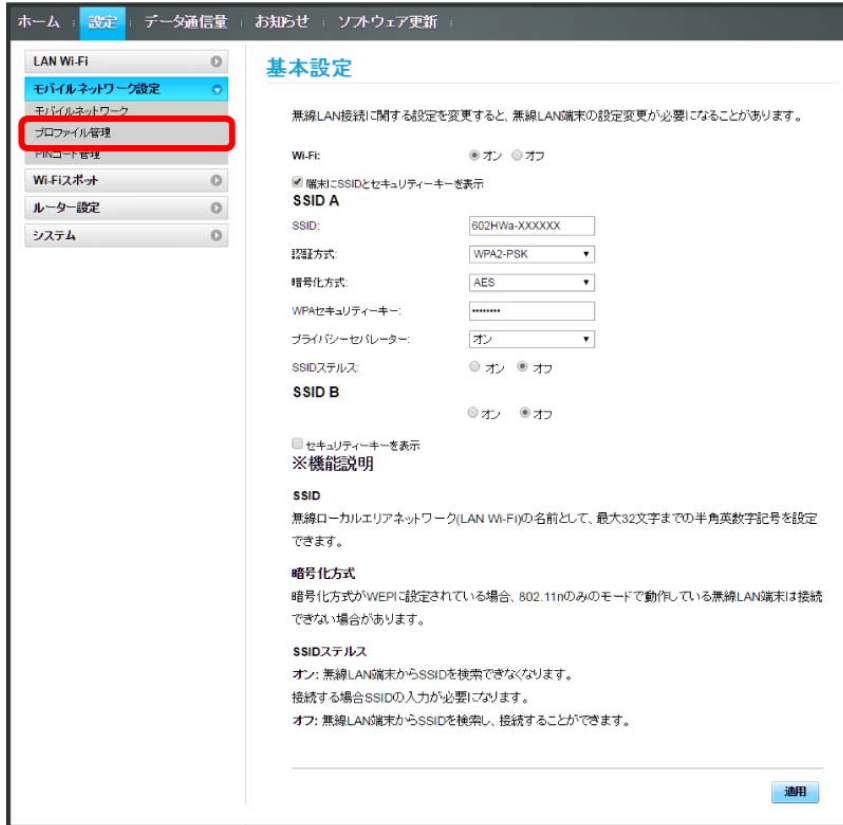 ホーム 設定 データ通信量 お知らせ ソフトウェア更新
LAN Wi-Fi
モバイルネットワーク設定
モバイルネットワーク
プロファイル管理
PINコード管理
Wi-Fiスポット
ルーター設定
システム
基本設定
無線LAN接続に関する設定を変更すると、無線LAN端末の設定変更が必要になることがあります。
Wi-Fi: オン オフ
端末にSSIDとセキュリティーキーを表示
SSID A
SSID: 602HWa-XXXXXX
認証方式: WPA2-PSK
暗号化方式: AES
WPAセキュリティーキー: ••••••••
プライバシーセパレーター: オン
SSIDステルス: オン オフ
SSID B
オン オフ
セキュリティーキーを表示
※機能説明
SSID
無線ローカルエリアネットワーク(LAN Wi-Fi)の名前として、最大32文字までの半角英数字記号を設定
できます。
暗号化方式
暗号化方式がWEPに設定されている場合、802.11nのみのモードで動作している無線LAN端末は接続
できない場合があります。
SSIDステルス
オン: 無線LAN端末からSSIDを検索できなくなります。
接続する場合SSIDの入力が必要になります。
オフ: 無線LAN端末からSSIDを検索し、接続することができます。
適用